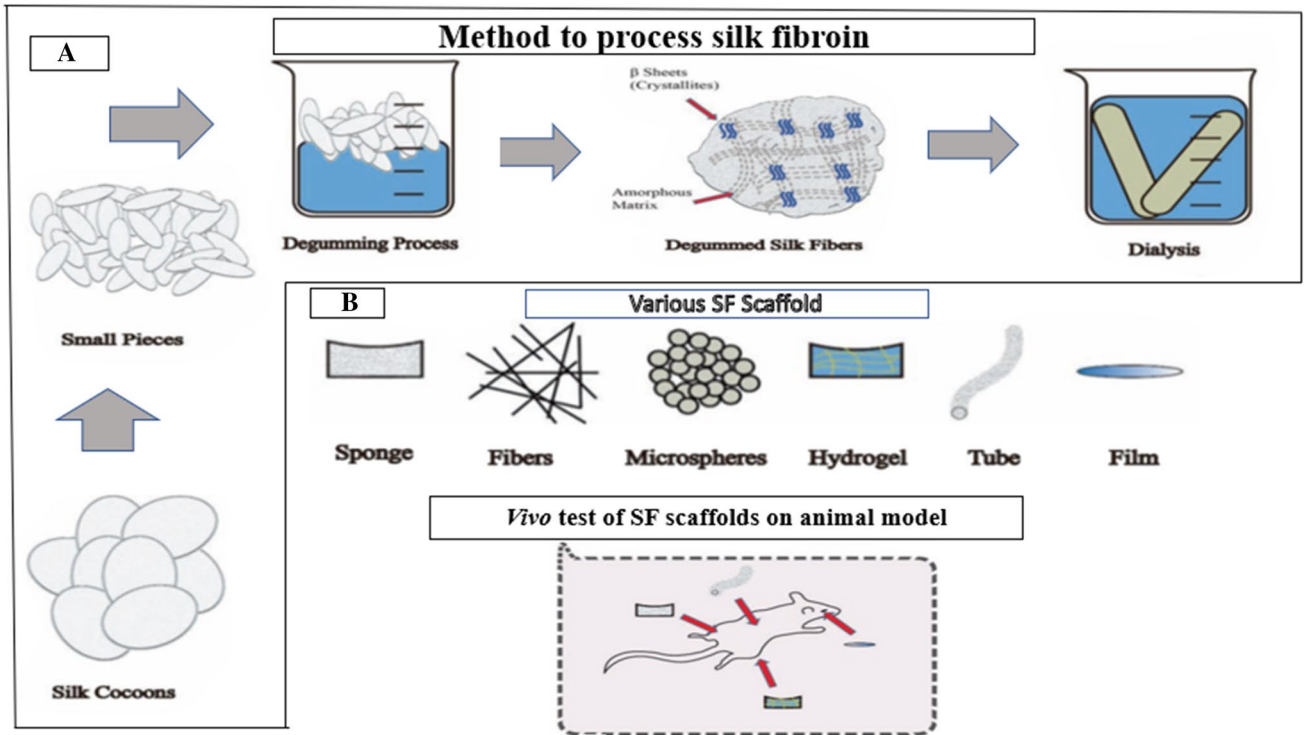 A
Method to process silk fibroin
β Sheets
(Crystallites)
Amorphous
Matrix
Degumming Process
Degummed Silk Fibers
Dialysis
Small Pieces
Silk Cocoons
B
Various SF Scaffold
Sponge
Fibers
Microspheres
Hydrogel
Tube
Film
Vivo test of SF scaffolds on animal model